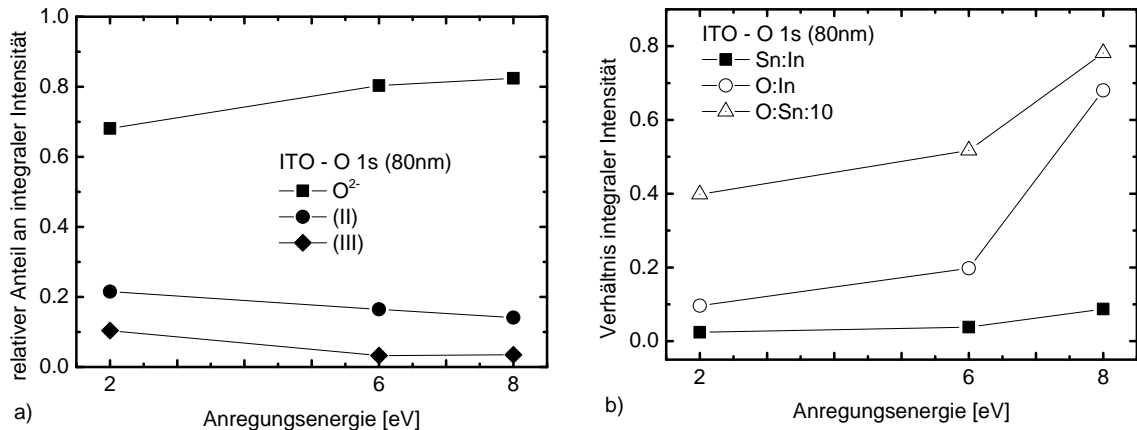 relativer Anteil an integraler Intensität
1.0
0.8
0.6
0.4
0.2
0.0
ITO - O 1s (80nm)
O²⁻
(II)
(III)
2
6
8
Anregungsenergie [eV]
a)
Verhältnis integraler Intensität
0.8
0.6
0.4
0.2
0.0
ITO - O 1s (80nm)
Sn:In
O:In
O:Sn:10
2
6
8
Anregungsenergie [eV]
b)